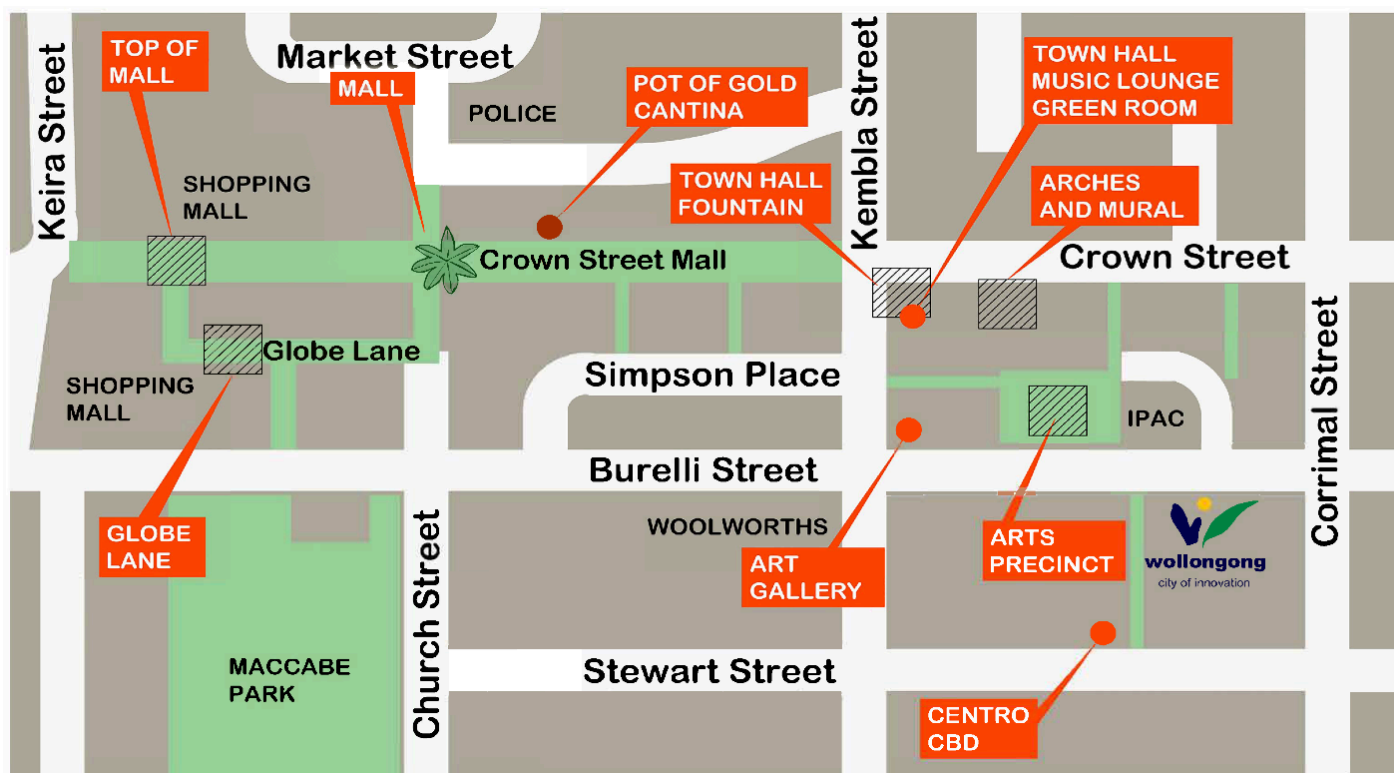 TOP OF
MALL
Market Street
MALL
POT OF GOLD
CANTINA
TOWN HALL
MUSIC LOUNGE
GREEN ROOM
Keira Street
POLICE
Kembla Street
SHOPPING
MALL
TOWN HALL
FOUNTAIN
ARCHES
AND MURAL
Crown Street Mall
Crown Street
Globe Lane
SHOPPING
MALL
Simpson Place
Corrimal Street
IPAC
Burelli Street
GLOBE
LANE
WOOLWORTHS
ART
GALLERY
ARTS
PRECINCT
wollongong
city of innovation
Church Street
MACCABE
PARK
Stewart Street
CENTRO
CBD